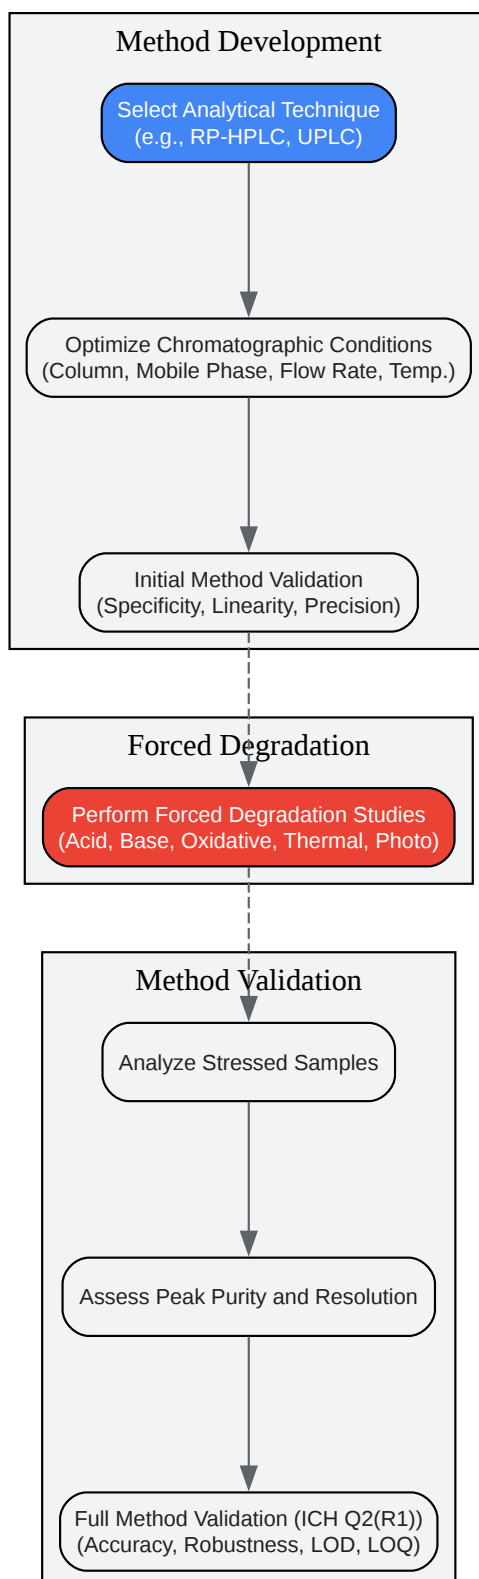 Method Development
Select Analytical Technique
(e.g., RP-HPLC, UPLC)
Optimize Chromatographic Conditions
(Column, Mobile Phase, Flow Rate, Temp.)
Initial Method Validation
(Specificity, Linearity, Precision)
Forced Degradation
Perform Forced Degradation Studies
(Acid, Base, Oxidative, Thermal, Photo)
Method Validation
Analyze Stressed Samples
Assess Peak Purity and Resolution
Full Method Validation (ICH Q2(R1))
(Accuracy, Robustness, LOD, LOQ)